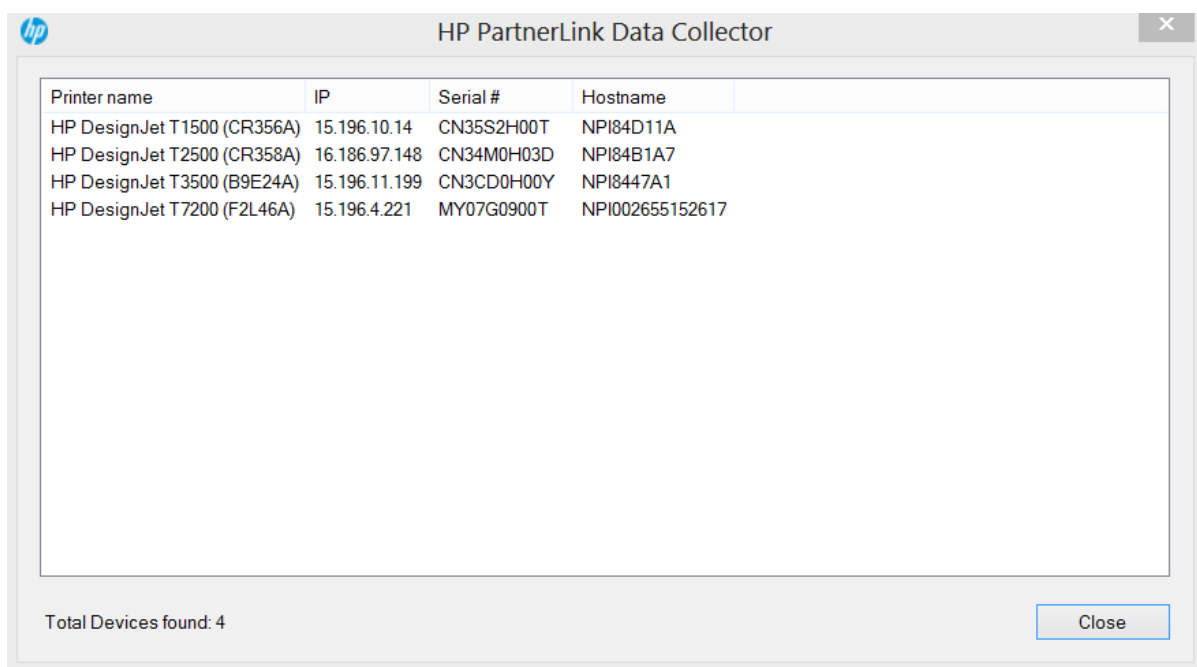 hp
HP PartnerLink Data Collector
Printer name IP Serial # Hostname
HP DesignJet T1500 (CR356A) 15.196.10.14 CN35S2H00T NPI84D11A
HP DesignJet T2500 (CR358A) 16.186.97.148 CN34M0H03D NPI84B1A7
HP DesignJet T3500 (B9E24A) 15.196.11.199 CN3CD0H00Y NPI8447A1
HP DesignJet T7200 (F2L46A) 15.196.4.221 MY07G0900T NPI002655152617
Total Devices found: 4
Close